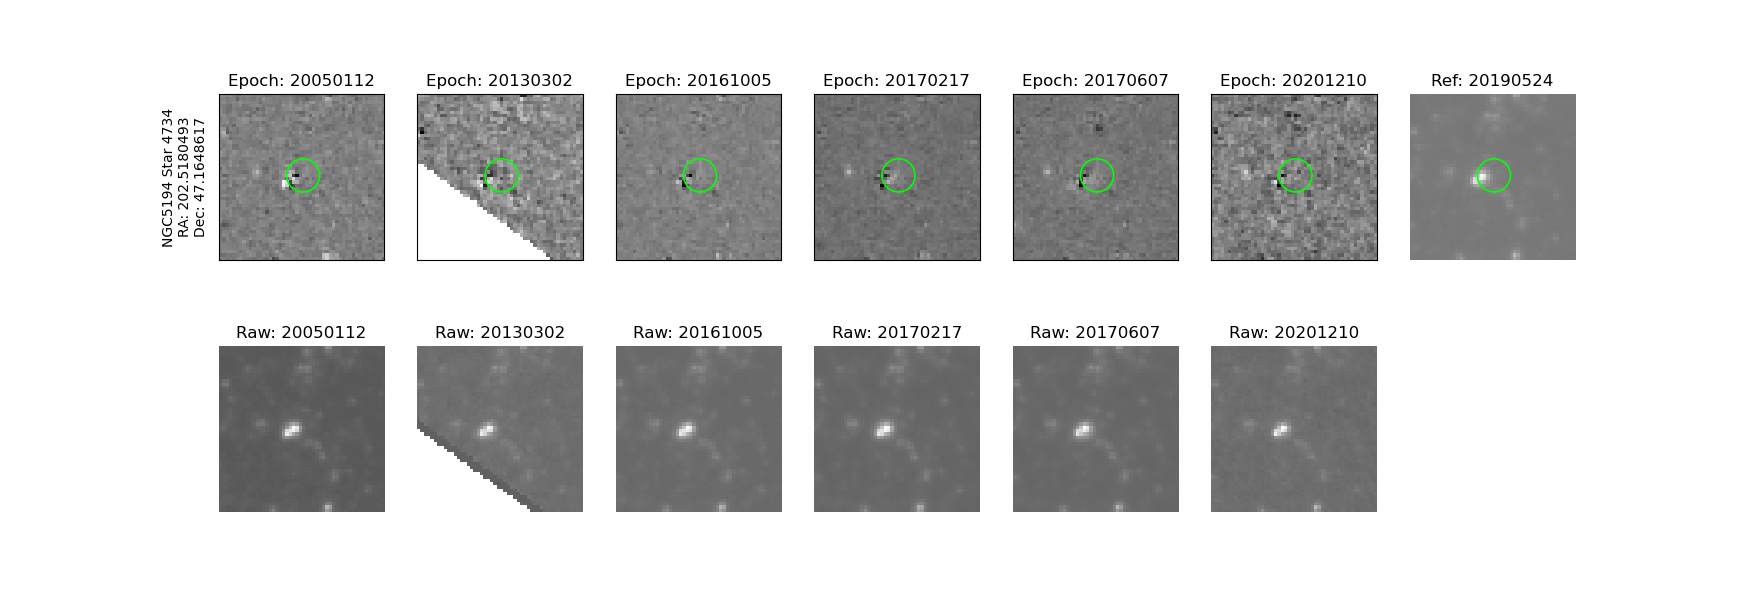 Epoch: 20050112
Epoch: 20130302
Epoch: 20161005
Epoch: 20170217
Epoch: 20170607
Epoch: 20201210
Ref: 20190524
NGC5194 Star 4734
RA: 202.5180493
Dec: 47.16486617
Raw: 20050112
Raw: 20130302
Raw: 20161005
Raw: 20170217
Raw: 20170607
Raw: 20201210